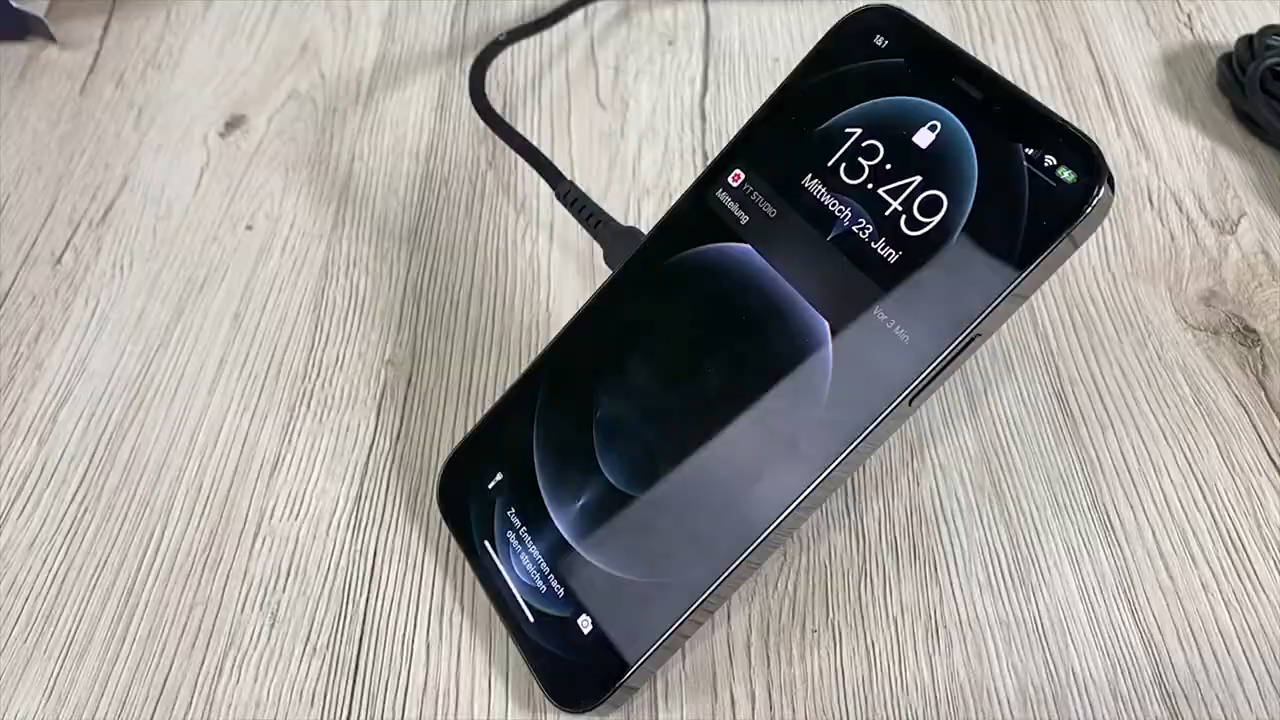 1&1
13:49
Mittwoch, 23. Juni
YT STUDIO
Vor 3 Min.
Mitteilung
Zum Entsperren nach
oben streichen